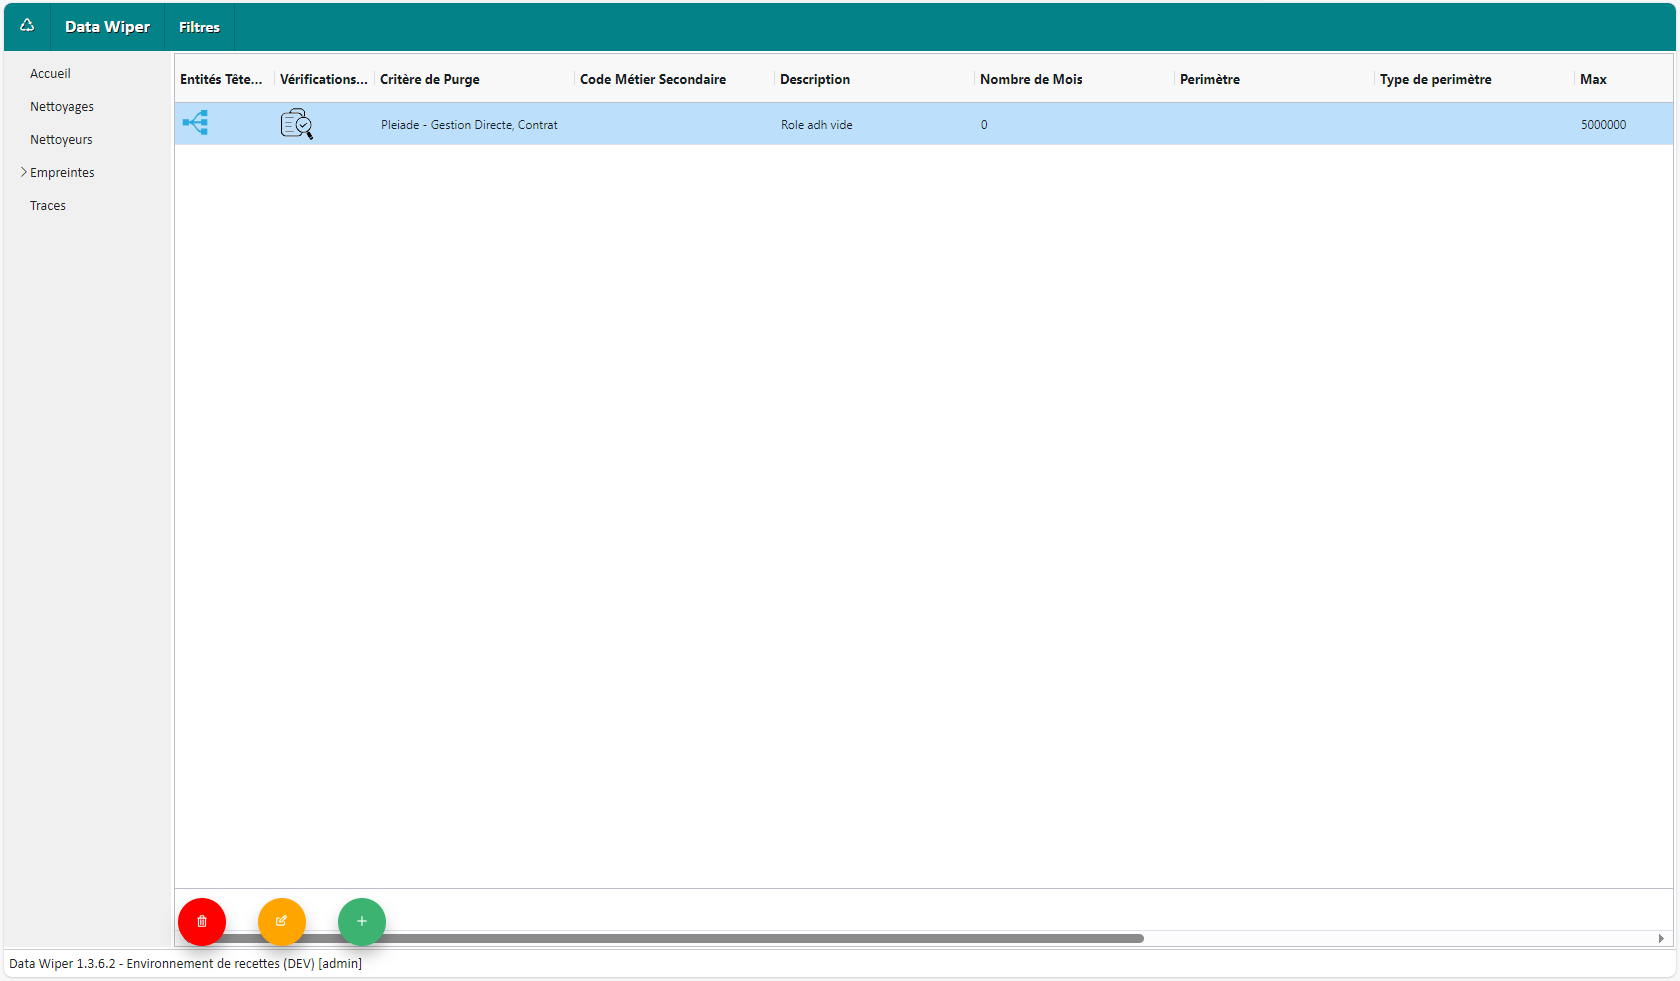 Data Wiper
Filtres
Accueil
Nettoyages
Nettoyeurs
Empreintes
Traces
Entités Tête... Vérifications... Critère de Purge Code Métier Secondaire Description Nombre de Mois Perimètre Type de perimètre Max
Pleiade - Gestion Directe, Contrat Role adh vide 0 5000000
Data Wiper 1.3.6.2 - Environnement de recettes (DEV) [admin]